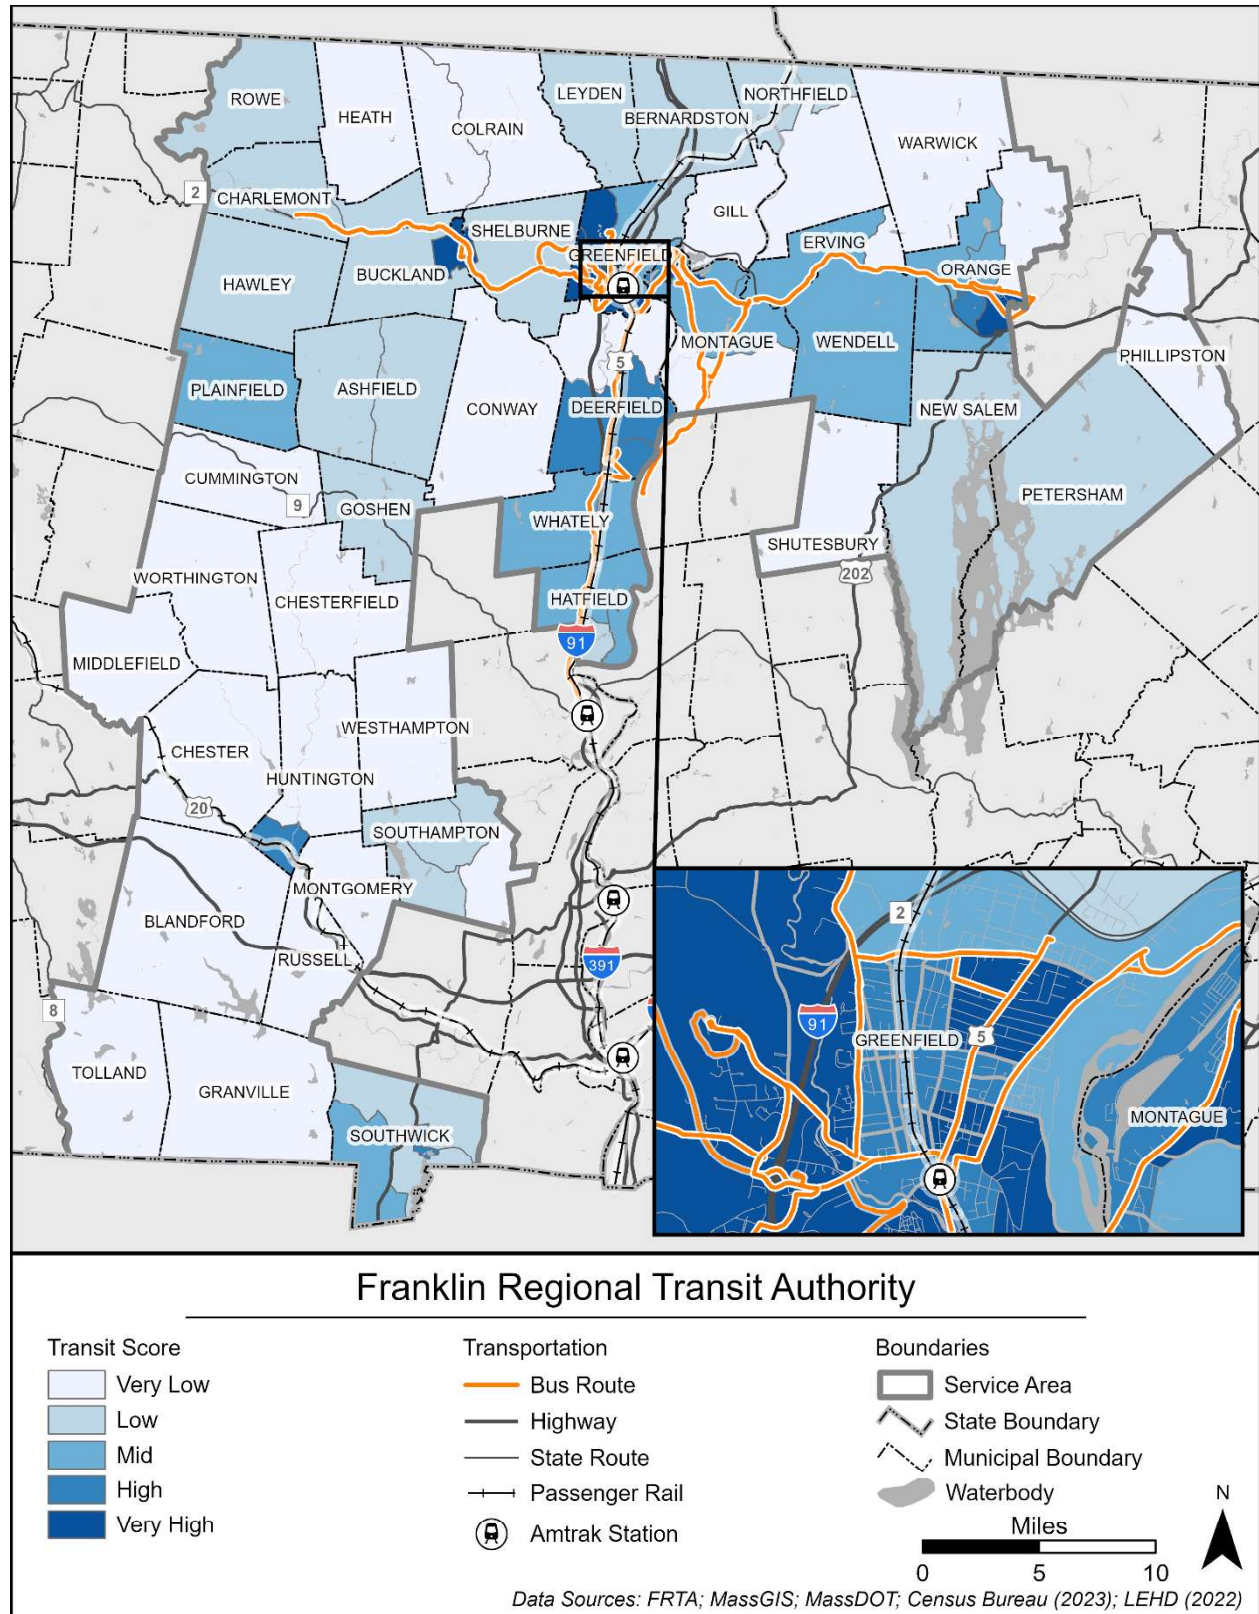 ROWE
HEATH
COLRAIN
LEYDEN
BERNARDSTON
NORTHFIELD
WARWICK
2
CHARLEMONT
GILL
SHELBURNE
ERVING
GREENFIELD
BUCKLAND
HAWLEY
ORANGE
MONTAGUE
WENDELL
PHILLIPSTON
5
PLAINFIELD
ASHFIELD
CONWAY
DEERFIELD
NEW SALEM
CUMMINGTON
9
GOSHEN
PETERSHAM
WHATELY
SHUTESBURY
202
WORTHINGTON
CHESTERFIELD
HATFIELD
91
MIDDLEFIELD
WESTHAMPTON
CHESTER
HUNTINGTON
20
SOUTHAMPTON
MONTGOMERY
BLANDFORD
RUSSELL
391
8
TOLLAND
GRANVILLE
SOUTHWICK
2
91
GREENFIELD
5
MONTAGUE
Franklin Regional Transit Authority
Transit Score
Very Low
Low
Mid
High
Very High
Transportation
Bus Route
Highway
State Route
Passenger Rail
Amtrak Station
Boundaries
Service Area
State Boundary
Municipal Boundary
Waterbody
N
Miles
0 5 10
Data Sources: FRTA; MassGIS; MassDOT; Census Bureau (2023); LEHD (2022)